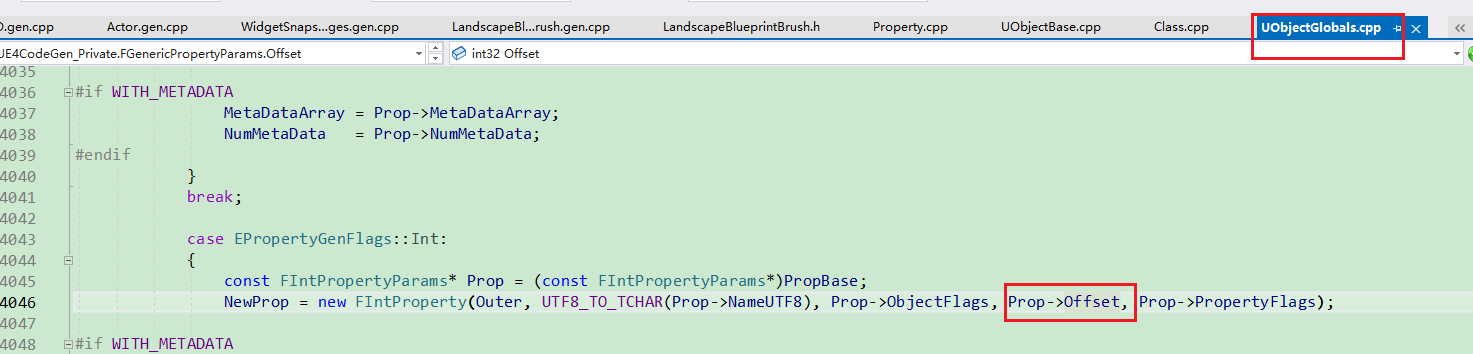 O.gen.cpp Actor.gen.cpp WidgetSnaps...ges.gen.cpp LandscapeBl...rush.gen.cpp LandscapeBlueprintBrush.h Property.cpp UObjectBase.cpp Class.cpp UObjectGlobals.cpp
UE4CodeGen_Private.FGenericPropertyParams.Offset int32 Offset
4035
4036 #if WITH_METADATA
4037 MetaDataArray = Prop->MetaDataArray;
4038 NumMetaData = Prop->NumMetaData;
4039 #endif
4040 }
4041 break;
4042
4043 case EPropertyGenFlags::Int:
4044 {
4045 const FIntPropertyParams* Prop = (const FIntPropertyParams*)PropBase;
4046 NewProp = new FIntProperty(Outer, UTF8_TO_TCHAR(Prop->NameUTF8), Prop->ObjectFlags, Prop->Offset, Prop->PropertyFlags);
4047
4048 #if WITH_METADATA